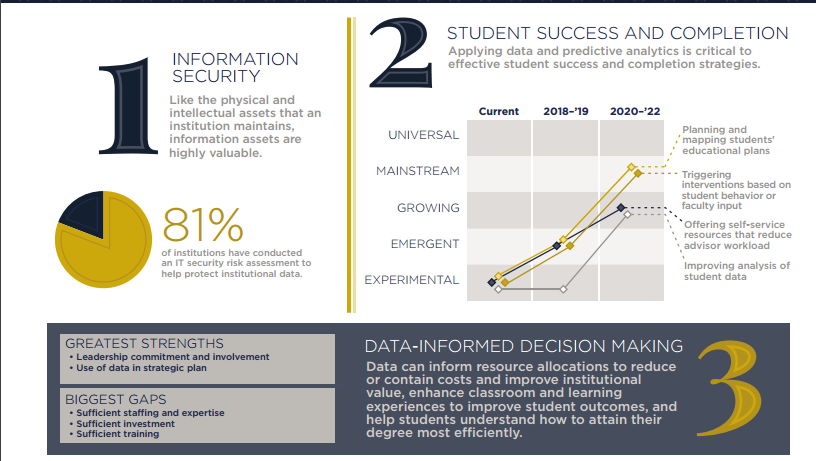 1
INFORMATION
SECURITY
Like the physical and
intellectual assets that an
institution maintains,
information assets are
highly valuable.
81%
of institutions have conducted
an IT security risk assessment to
help protect institutional data.
2
STUDENT SUCCESS AND COMPLETION
Applying data and predictive analytics is critical to
effective student success and completion strategies.
Current 2018–'19 2020–'22
UNIVERSAL
MAINSTREAM
GROWING
EMERGENT
EXPERIMENTAL
Planning and
mapping students'
educational plans
Triggering
interventions based on
student behavior or
faculty input
Offering self-service
resources that reduce
advisor workload
Improving analysis of
student data
GREATEST STRENGTHS
• Leadership commitment and involvement
• Use of data in strategic plan
BIGGEST GAPS
• Sufficient staffing and expertise
• Sufficient investment
• Sufficient training
DATA-INFORMED DECISION MAKING
Data can inform resource allocations to reduce
or contain costs and improve institutional
value, enhance classroom and learning
experiences to improve student outcomes, and
help students understand how to attain their
degree most efficiently.
3